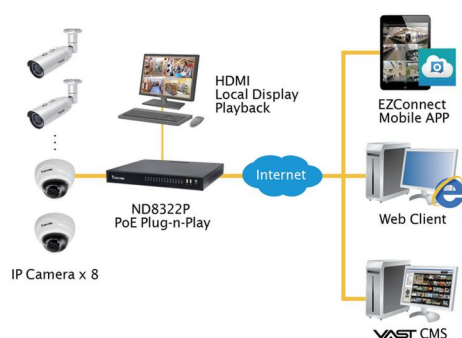 HDMI
Local Display
Playback
EZConnect
Mobile APP
Internet
ND8322P
PoE Plug-n-Play
Web Client
IP Camera x 8
VAST CMS